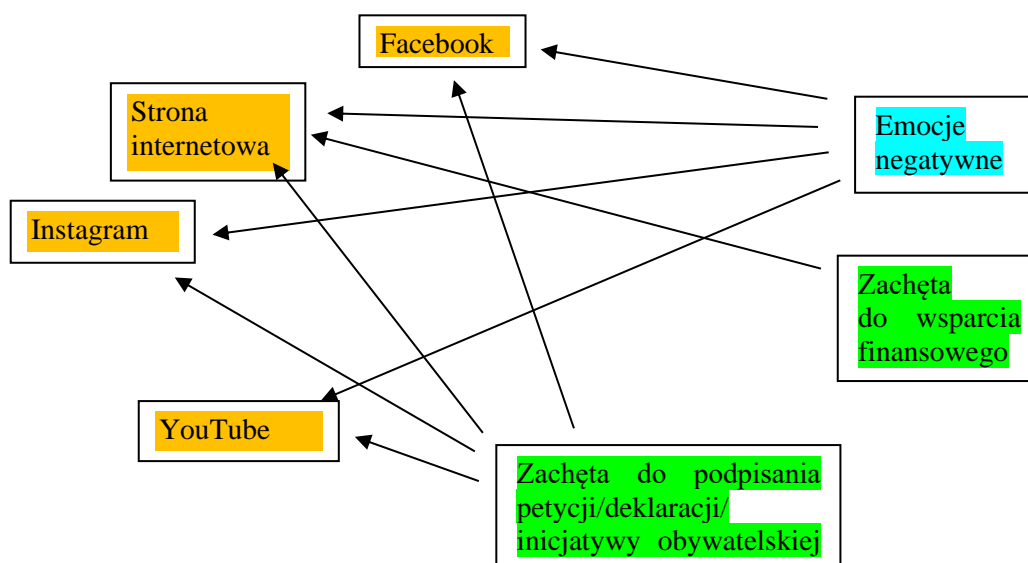 Facebook
Strona
internetowa
Emocje
negatywne
Instagram
Zachęta
do wsparcia
finansowego
YouTube
Zachęta do podpisania
petycji/deklaracji/
inicjatywy obywatelskiej